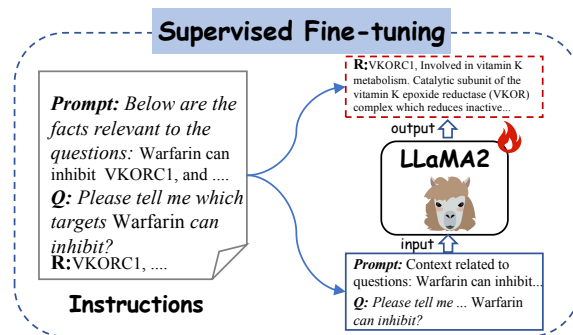 Supervised Fine-tuning
Prompt: Below are the
facts relevant to the
questions: Warfarin can
inhibit VKORC1, and ....
Q: Please tell me which
targets Warfarin can
inhibit?
R:VKORC1, ....
Instructions
R:VKORC1, Involved in vitamin K
metabolism. Catalytic subunit of the
vitamin K epoxide reductase (VKOR)
complex which reduces inactive...
output
LLaMA2
input
Prompt: Context related to
questions: Warfarin can inhibit...
Q: Please tell me ... Warfarin
can inhibit?